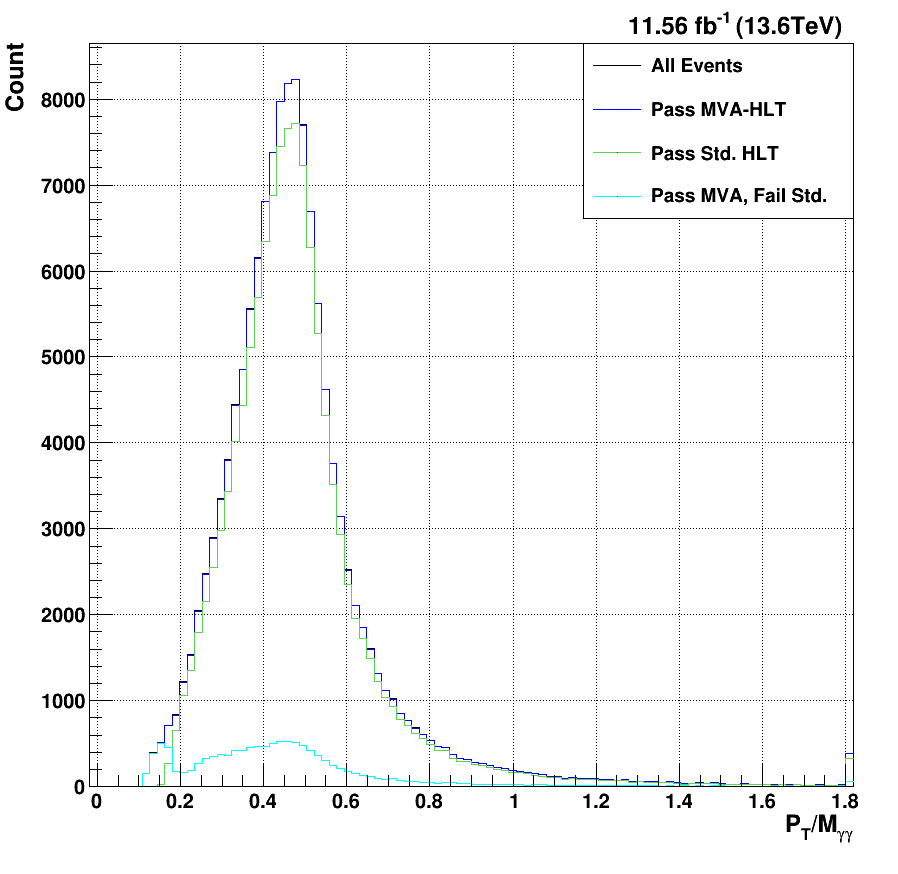 11.56 fb⁻¹ (13.6TeV)
Count
All Events
Pass MVA-HLT
Pass Std. HLT
Pass MVA, Fail Std.
8000
7000
6000
5000
4000
3000
2000
1000
0
0 0.2 0.4 0.6 0.8 1 1.2 1.4 1.6 1.8
P_T/M_γγ